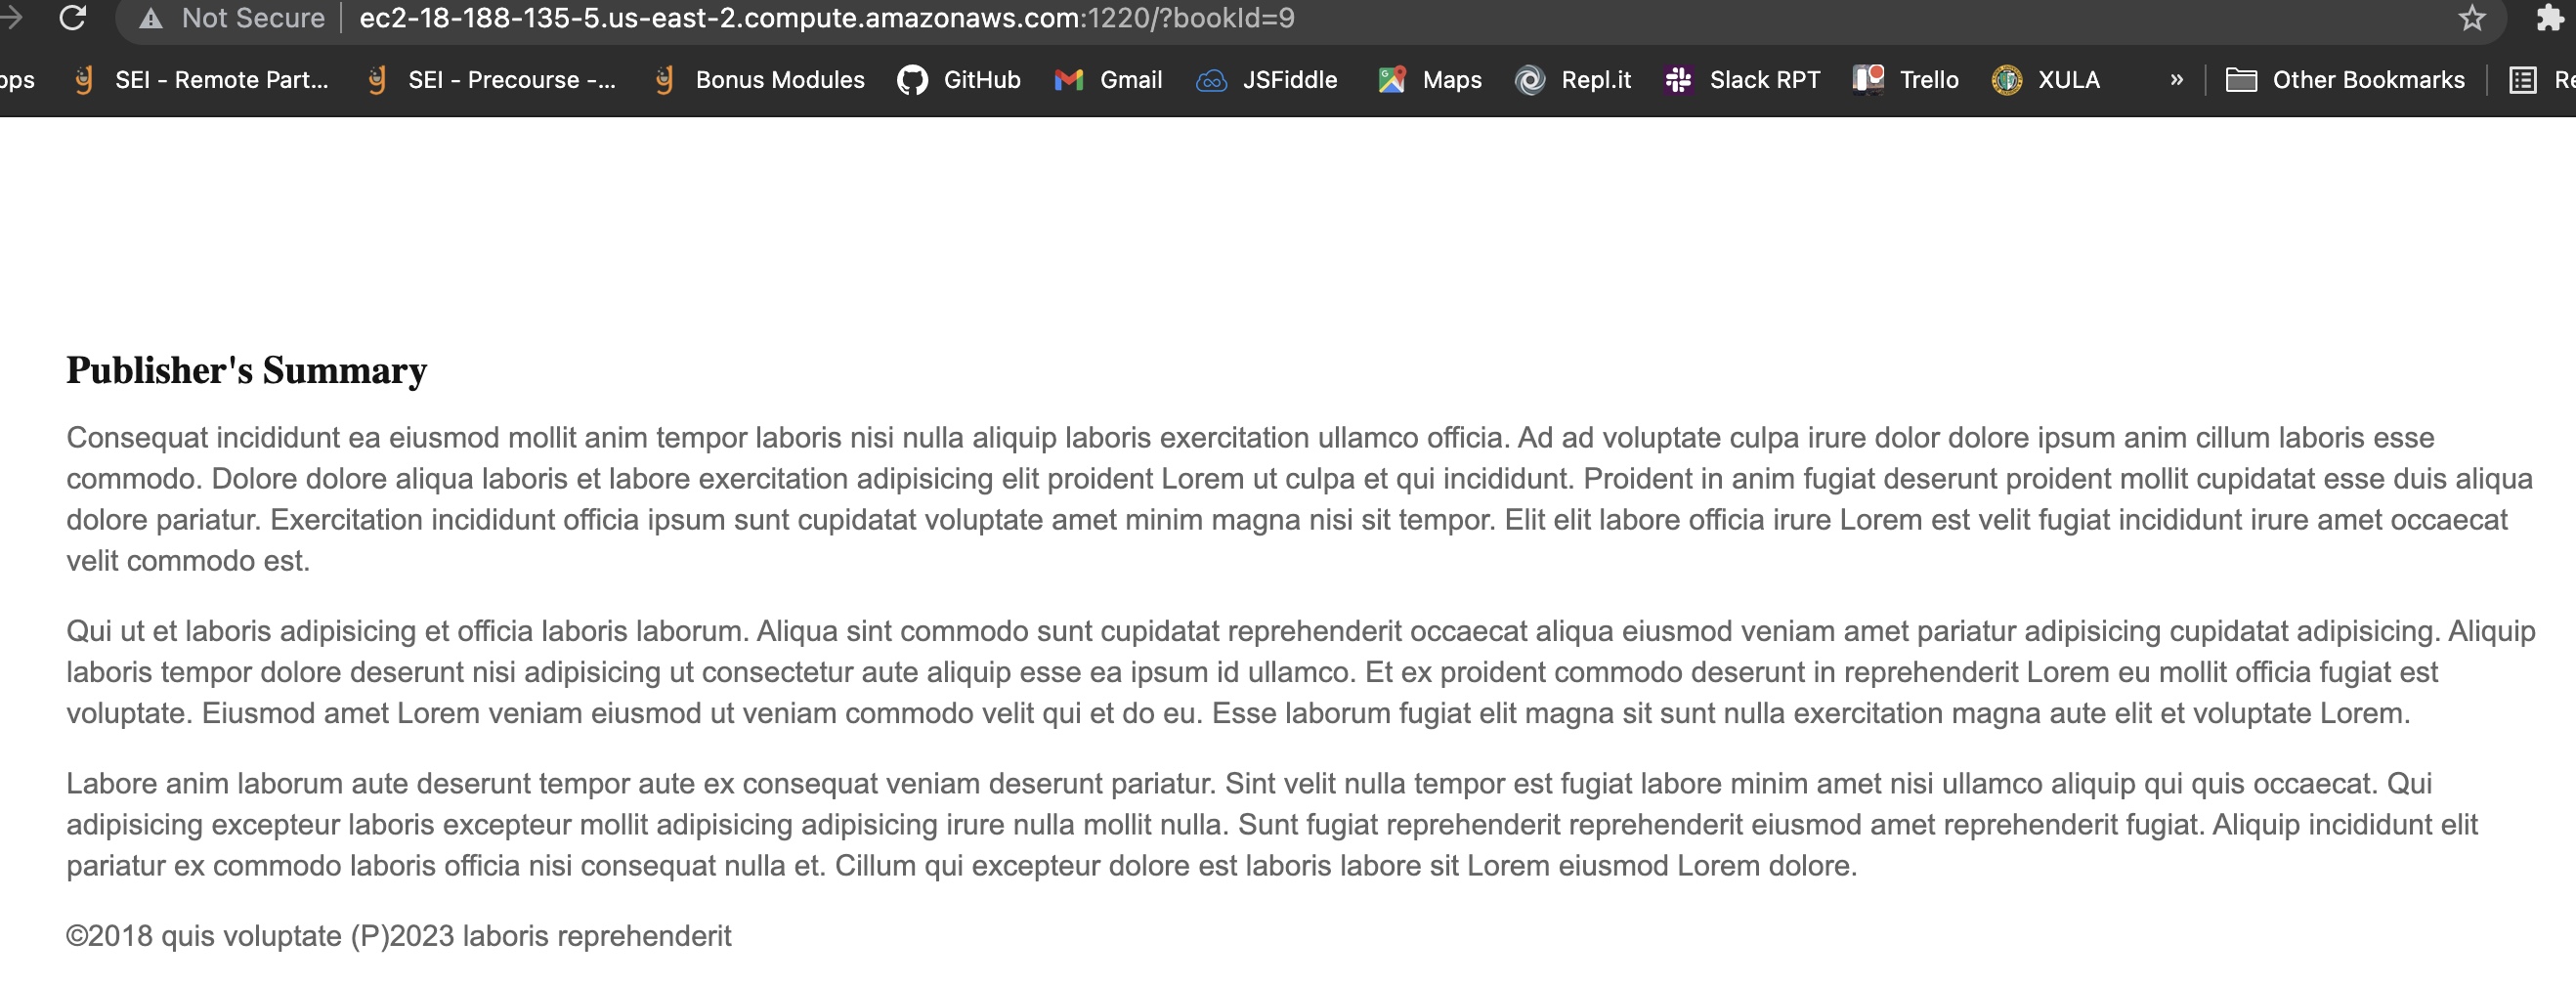 Not Secure ec2-18-188-135-5.us-east-2.compute.amazonaws.com:1220/?bookId=9
SEI - Remote Part... SEI - Precourse -... Bonus Modules GitHub Gmail JSFiddle Maps Repl.it Slack RPT Trello XULA » Other Bookmarks
Publisher's Summary
Consequat incididunt ea eiusmod mollit anim tempor laboris nisi nulla aliquip laboris exercitation ullamco officia. Ad ad voluptate culpa irure dolor dolore ipsum anim cillum laboris esse
commodo. Dolore dolore aliqua laboris et labore exercitation adipisicing elit proident Lorem ut culpa et qui incididunt. Proident in anim fugiat deserunt proident mollit cupidatat esse duis aliqua
dolore pariatur. Exercitation incididunt officia ipsum sunt cupidatat voluptate amet minim magna nisi sit tempor. Elit elit labore officia irure Lorem est velit fugiat incididunt irure amet occaecat
velit commodo est.
Qui ut et laboris adipisicing et officia laboris laborum. Aliqua sint commodo sunt cupidatat reprehenderit occaecat aliqua eiusmod veniam amet pariatur adipisicing cupidatat adipisicing. Aliquip
laboris tempor dolore deserunt nisi adipisicing ut consectetur aute aliquip esse ea ipsum id ullamco. Et ex proident commodo deserunt in reprehenderit Lorem eu mollit officia fugiat est
voluptate. Eiusmod amet Lorem veniam eiusmod ut veniam commodo velit qui et do eu. Esse laborum fugiat elit magna sit sunt nulla exercitation magna aute elit et voluptate Lorem.
Labore anim laborum aute deserunt tempor aute ex consequat veniam deserunt pariatur. Sint velit nulla tempor est fugiat labore minim amet nisi ullamco aliquip qui quis occaecat. Qui
adipisicing excepteur laboris excepteur mollit adipisicing adipisicing irure nulla mollit nulla. Sunt fugiat reprehenderit reprehenderit eiusmod amet reprehenderit fugiat. Aliquip incididunt elit
pariatur ex commodo laboris officia nisi consequat nulla et. Cillum qui excepteur dolore est laboris labore sit Lorem eiusmod Lorem dolore.
©2018 quis voluptate (P)2023 laboris reprehenderit